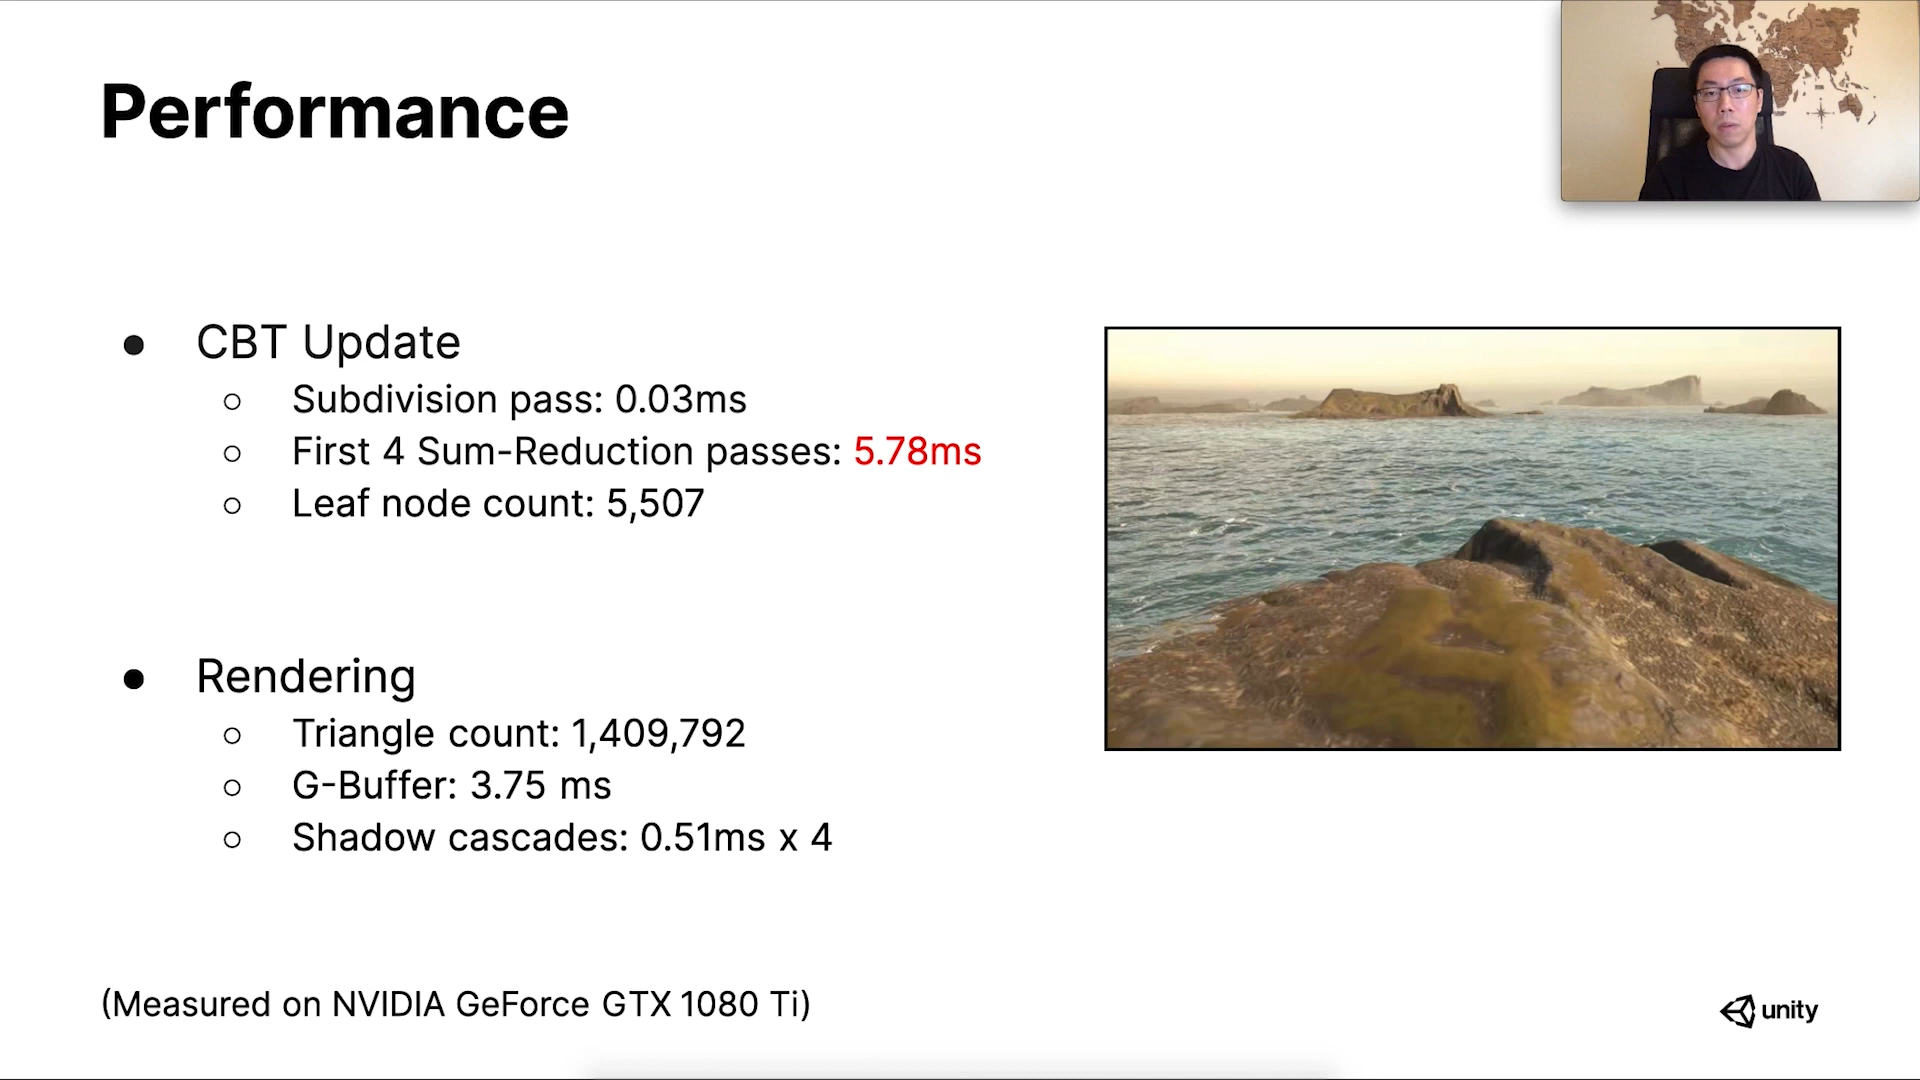 Performance
● CBT Update
○ Subdivision pass: 0.03ms
○ First 4 Sum-Reduction passes: 5.78ms
○ Leaf node count: 5,507
● Rendering
○ Triangle count: 1,409,792
○ G-Buffer: 3.75 ms
○ Shadow cascades: 0.51ms x 4
(Measured on NVIDIA GeForce GTX 1080 Ti)
unity